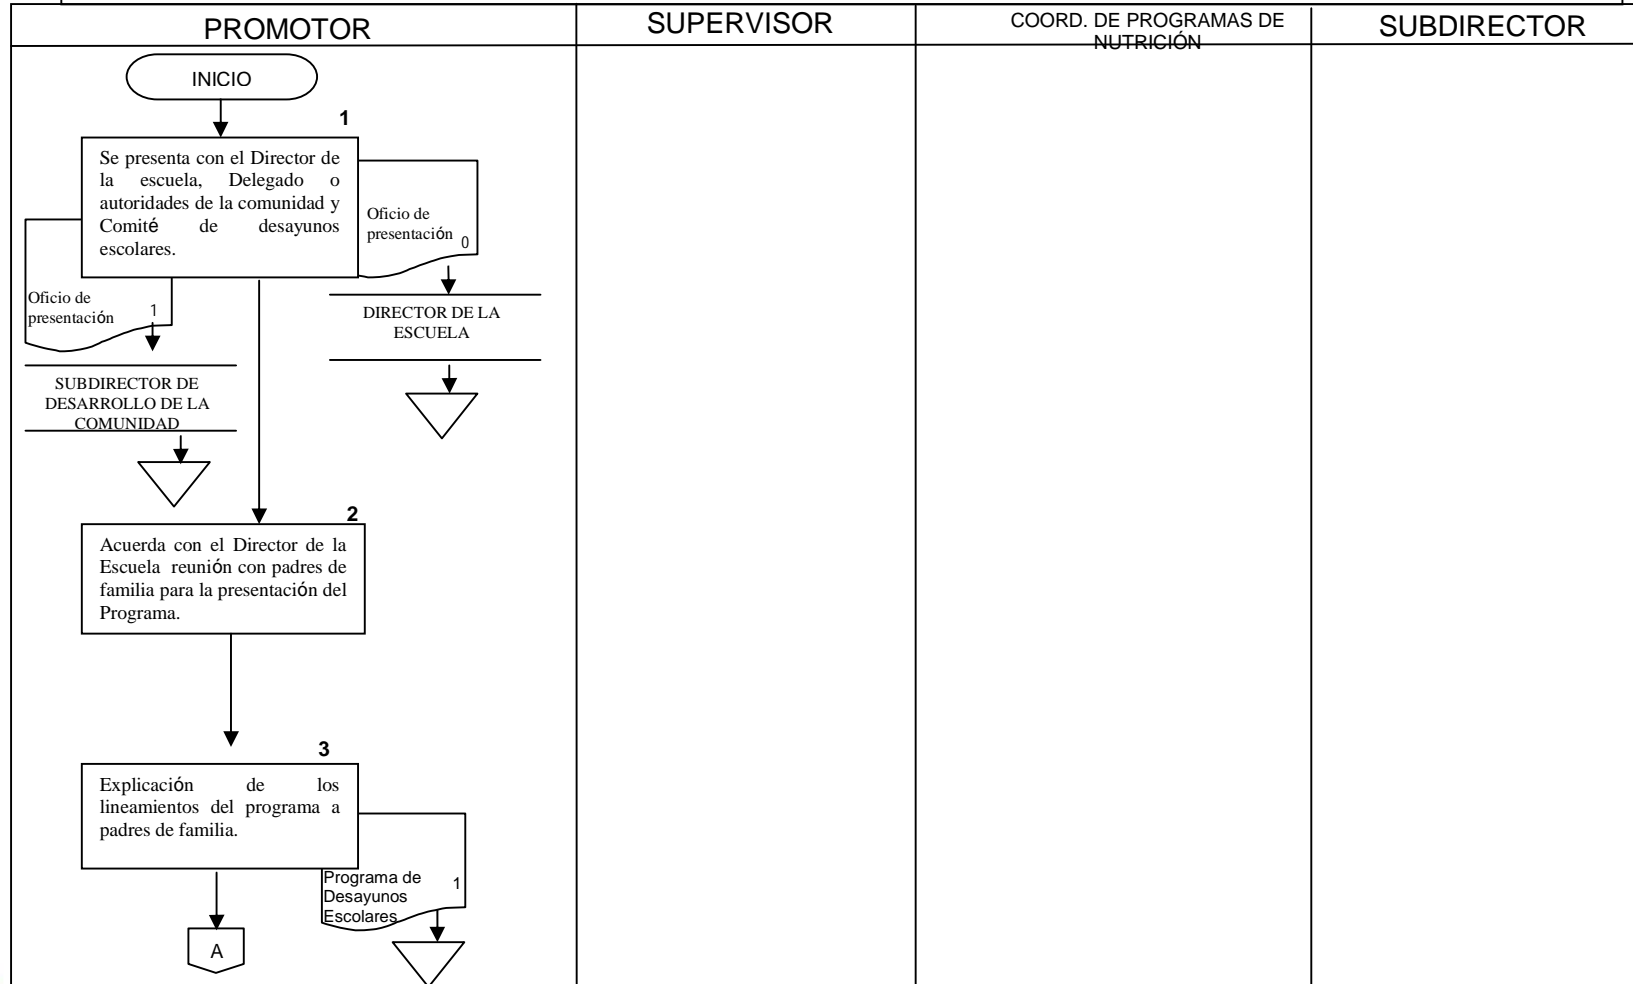 PROMOTOR
SUPERVISOR
COORD. DE PROGRAMAS DE
NUTRICIÓN
SUBDIRECTOR
INICIO
1
Se presenta con el Director de
la escuela, Delegado o
autoridades de la comunidad y
Comité de desayunos
escolares.
Oficio de
presentación 0
Oficio de
presentación 1
DIRECTOR DE LA
ESCUELA
SUBDIRECTOR DE
DESARROLLO DE LA
COMUNIDAD
2
Acuerda con el Director de la
Escuela reunión con padres de
familia para la presentación del
Programa.
3
Explicación de los
lineamientos del programa a
padres de familia.
Programa de 1
Desayunos
Escolares
A